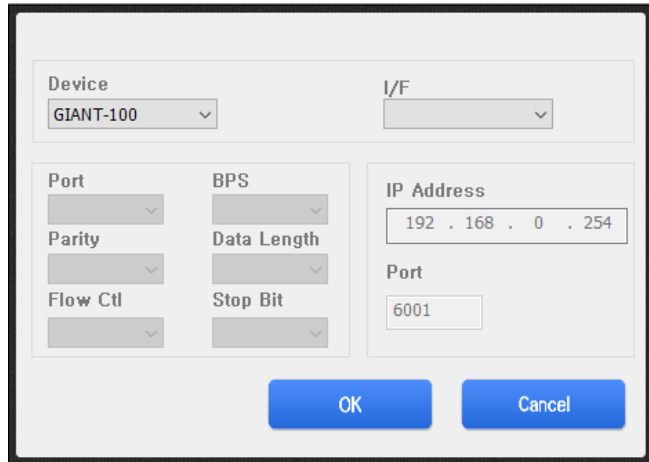 Device
I/F
GIANT-100
Port
BPS
IP Address
192 . 168 . 0 . 254
Parity
Data Length
Port
Flow Ctl
Stop Bit
6001
OK
Cancel